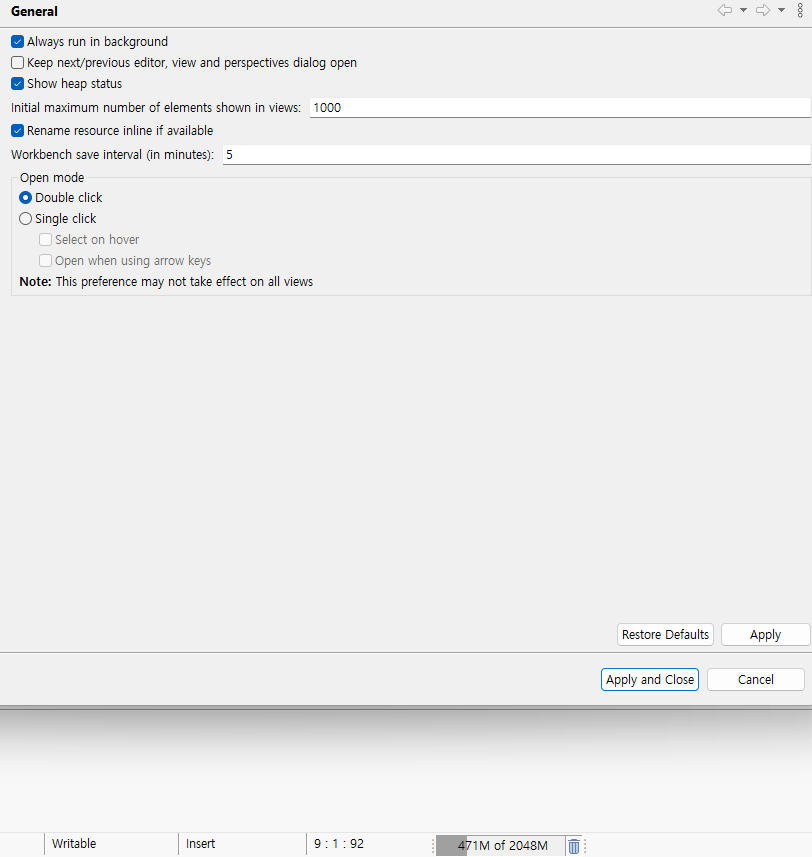 General
Always run in background
Keep next/previous editor, view and perspectives dialog open
Show heap status
Initial maximum number of elements shown in views: 1000
Rename resource inline if available
Workbench save interval (in minutes): 5
Open mode
Double click
Single click
Select on hover
Open when using arrow keys
Note: This preference may not take effect on all views
Restore Defaults Apply
Apply and Close Cancel
Writable Insert 9 : 1 : 92 471M of 2048M